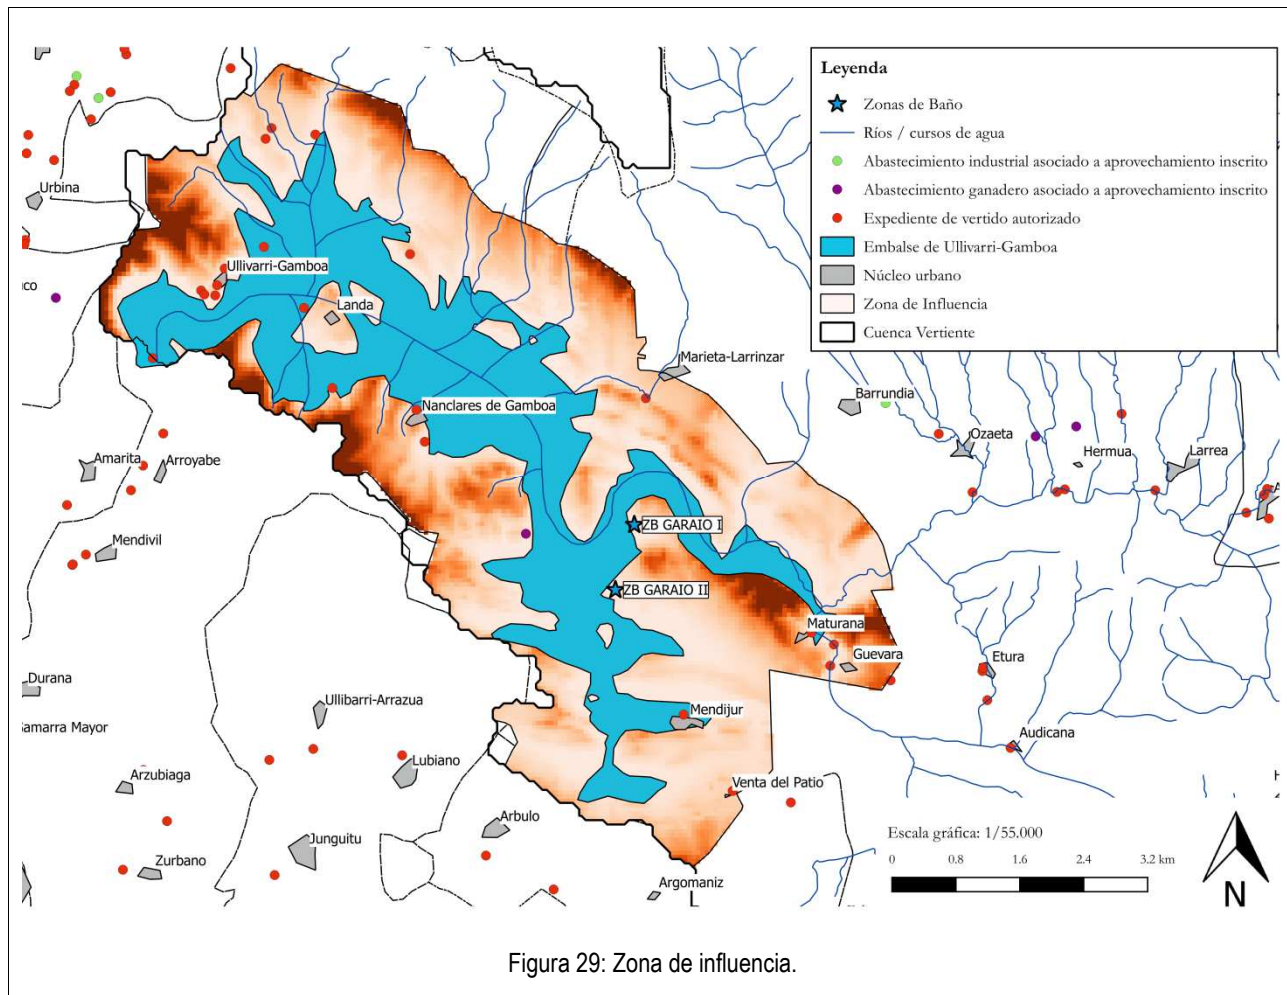 Leyenda
Zonas de Baño
Ríos / cursos de agua
Abastecimiento industrial asociado a aprovechamiento inscrito
Abastecimiento ganadero asociado a aprovechamiento inscrito
Expediente de vertido autorizado
Embalse de Ullivarri-Gamboa
Núcleo urbano
Zona de Influencia
Cuenca Vertiente
Urbina
uco
Ullivarri-Gamboa
Landa
Marieta-Larrinzar
Nanclares de Gamboa
Barrundia
Ozaeta
Hermua
Larrea
A
Amarita
Arroyabe
Mendivil
ZB GARAIO I
ZB GARAIO II
Maturana
Guevara
Etura
Durana
Ullibarri-Arrazua
Mendijur
Gamarra Mayor
Audicana
Lubiano
Arzubiaga
Venta del Patio
H
Arbulo
Junguitu
Zurbano
Argomaniz
L
Escala gráfica: 1/55.000
0 0.8 1.6 2.4 3.2 km
N
Figura 29: Zona de influencia.